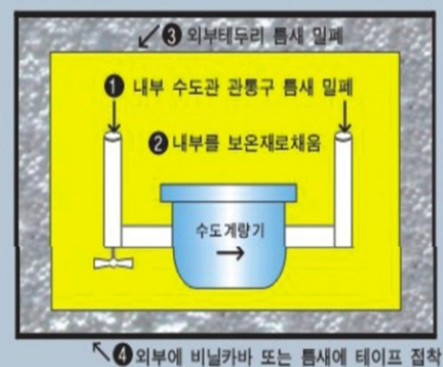 ↙❸외부테두리 틈새 밀폐
❶ 내부 수도관 관통구 틈새 밀폐
❷내부를 보온재로채움
수도계량기
→
↖❹외부에 비닐카바 또는 틈새에 테이프 접착